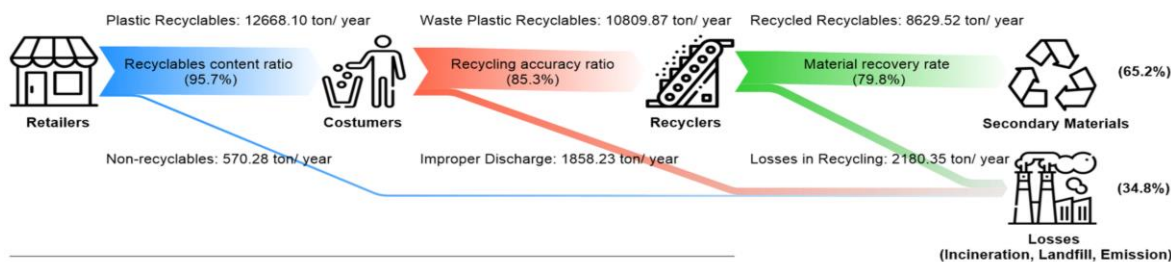 Plastic Recyclables: 12668.10 ton/ year
Waste Plastic Recyclables: 10809.87 ton/ year
Recycled Recyclables: 8629.52 ton/ year
Recyclables content ratio
(95.7%)
Recycling accuracy ratio
(85.3%)
Material recovery rate
(79.8%)
(65.2%)
Retailers
Costumers
Recyclers
Secondary Materials
Non-recyclables: 570.28 ton/ year
Improper Discharge: 1858.23 ton/ year
Losses in Recycling: 2180.35 ton/ year
(34.8%)
Losses
(Incineration, Landfill, Emission)